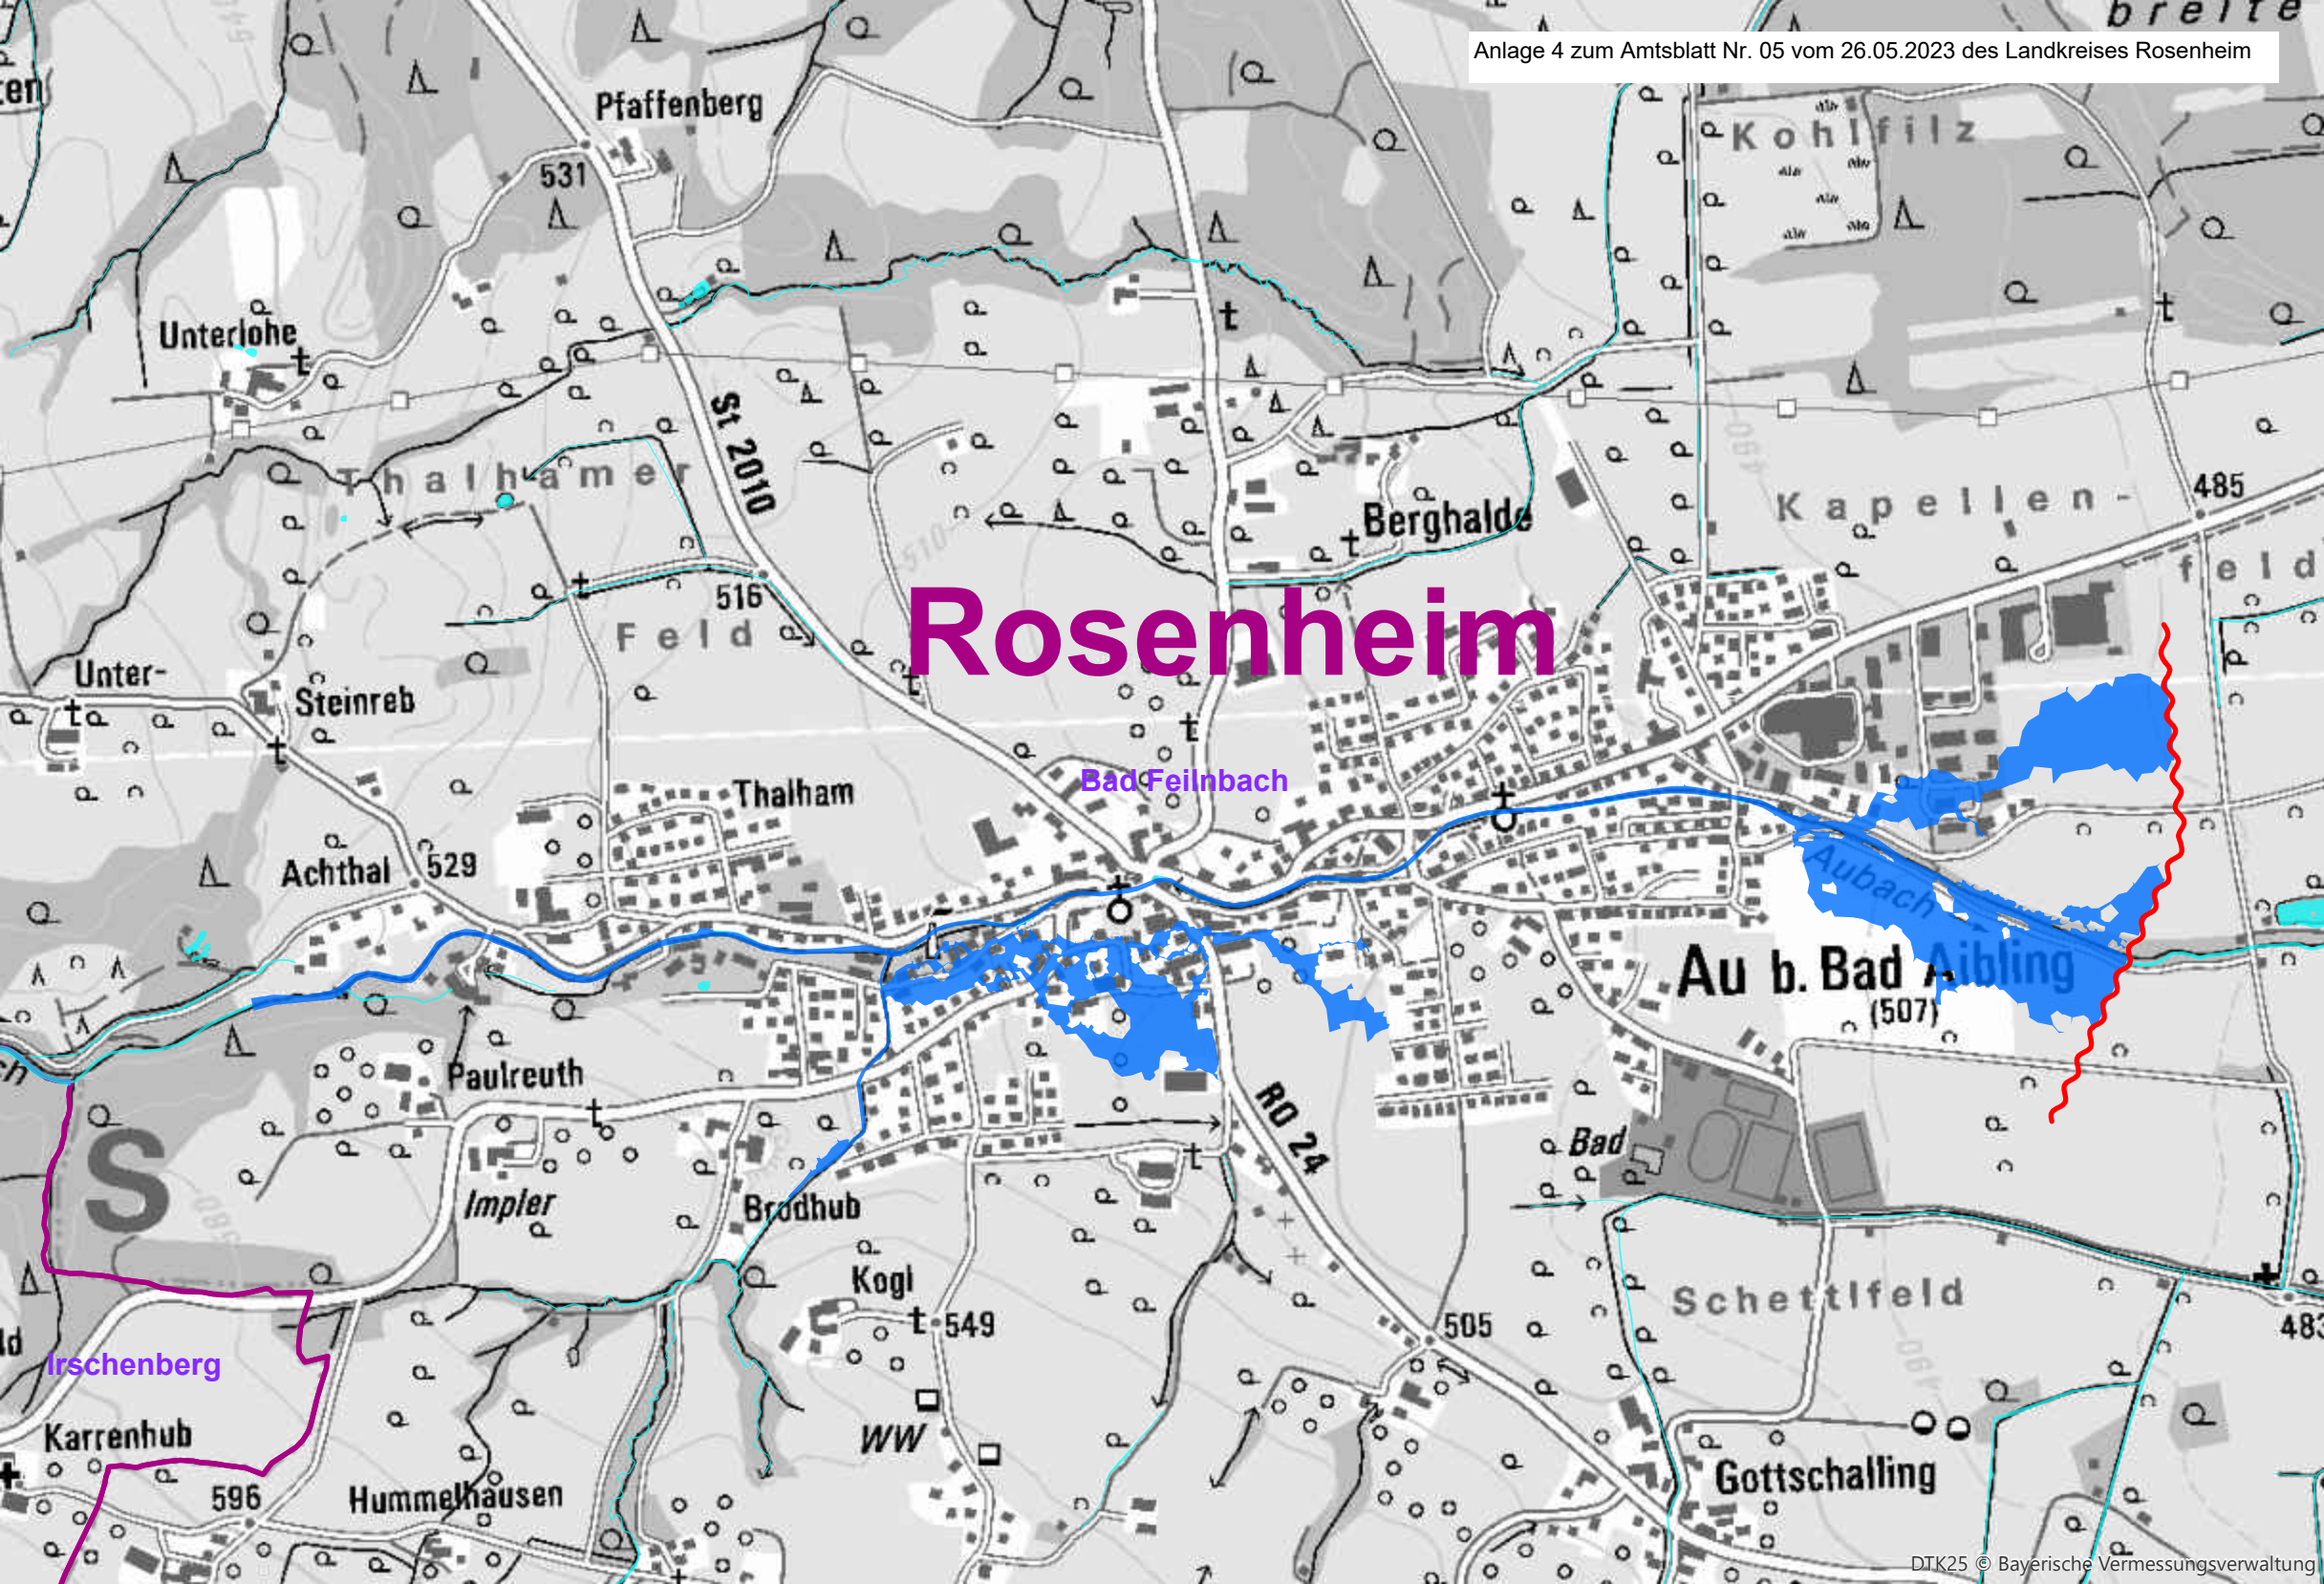 breite
Anlage 4 zum Amtsblatt Nr. 05 vom 26.05.2023 des Landkreises Rosenheim
Pfaffenberg
Kohlfilz
531
Unterlohe
St 2010
Thalhamer
Feld
485
Kapellen-
feld
490
Berghalde
510
516
Rosenheim
Unter-
Steinreb
Bad Feilnbach
Thalham
Achthal
529
Aubach
Au b. Bad Aibling
(507)
Paulreuth
RO 24
Bad
S
Impler
Brodhub
Kogl
549
Schettlfeld
505
483
490
Irschenberg
Karrenhub
WW
596
Hummelhausen
Gottschalling
DTK25 © Bayerische Vermessungsverwaltung